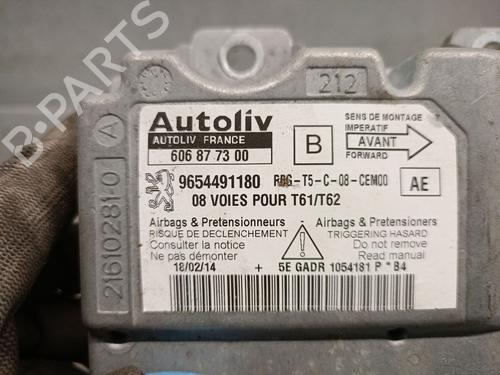 B-PARTS
212
A
21610281-0
Autoliv
AUTOLIV FRANCE
606 87 73 00
B
SENS DE MONTAGE
IMPERATIF
AVANT
FORWARD
9654491180 -T5-C-08-CEM00
AE
08 VOIES POUR T61/T62
Airbags & Pretensionneurs
RISQUE DE DECLENCHEMENT
Consulter la notice
Ne pas démonter
Airbags & Pretensioners
TRIGGERING HASARD
Do not remove
Read manual
18/02/14 + 5E GADR 1054181 P * B4